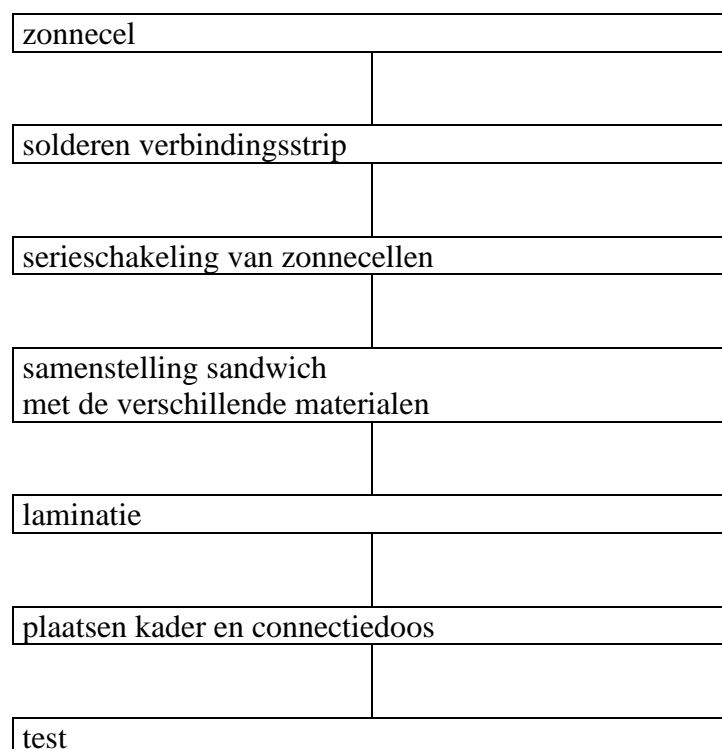 zonnecel
solderen verbindingsstrip
serieschakeling van zonnecellen
samenstelling sandwich
met de verschillende materialen
laminatie
plaatsen kader en connectiedoos
test